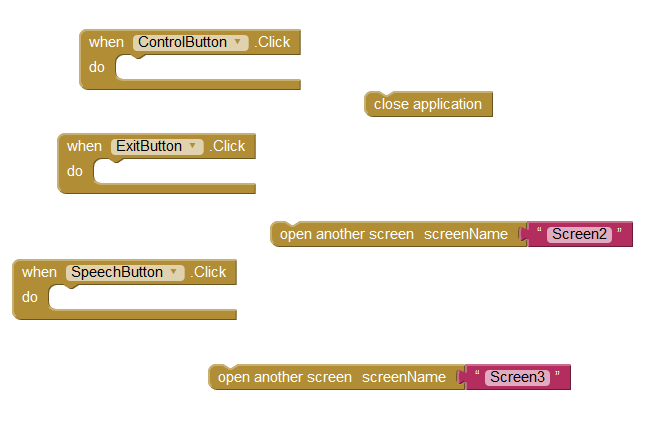 when ControlButton .Click
do
close application
when ExitButton .Click
do
open another screen screenName “ Screen2 ”
when SpeechButton .Click
do
open another screen screenName “ Screen3 ”